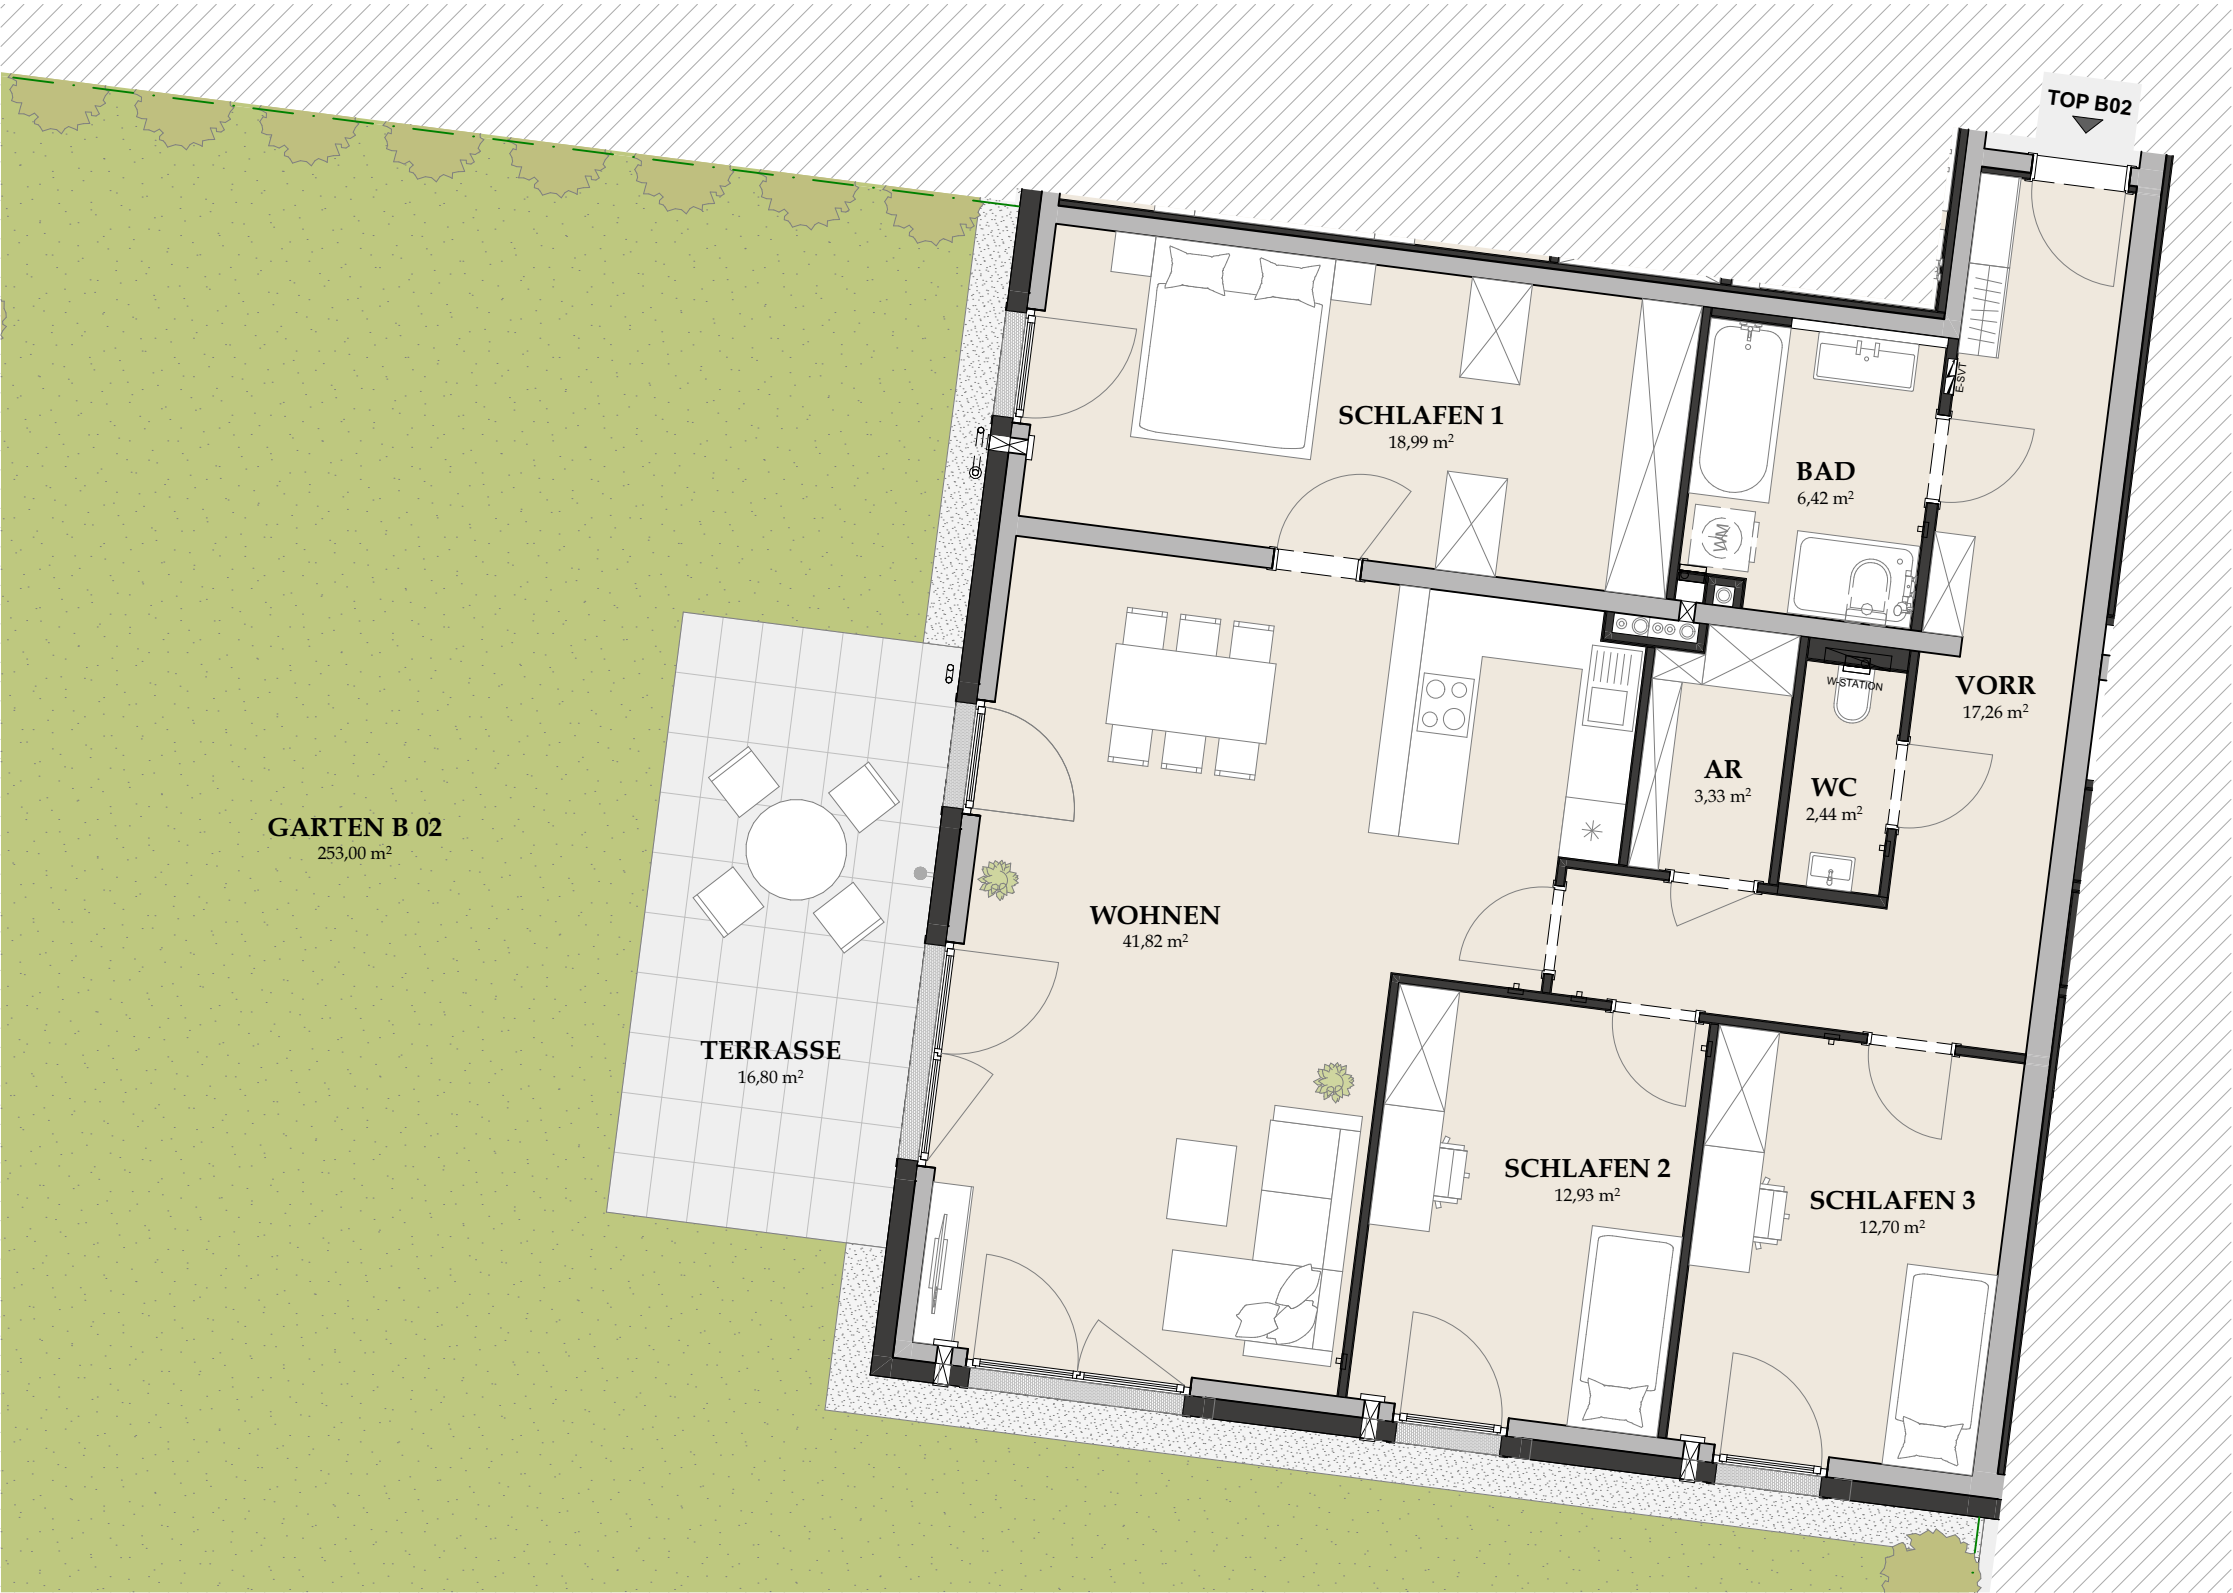 TOP B02
E-SVT
SCHLAFEN 1
18,99 m²
BAD
6,42 m²
WM
W-STATION
VORR
17,26 m²
AR
3,33 m²
WC
2,44 m²
GARTEN B 02
253,00 m²
WOHNEN
41,82 m²
TERRASSE
16,80 m²
SCHLAFEN 2
12,93 m²
SCHLAFEN 3
12,70 m²